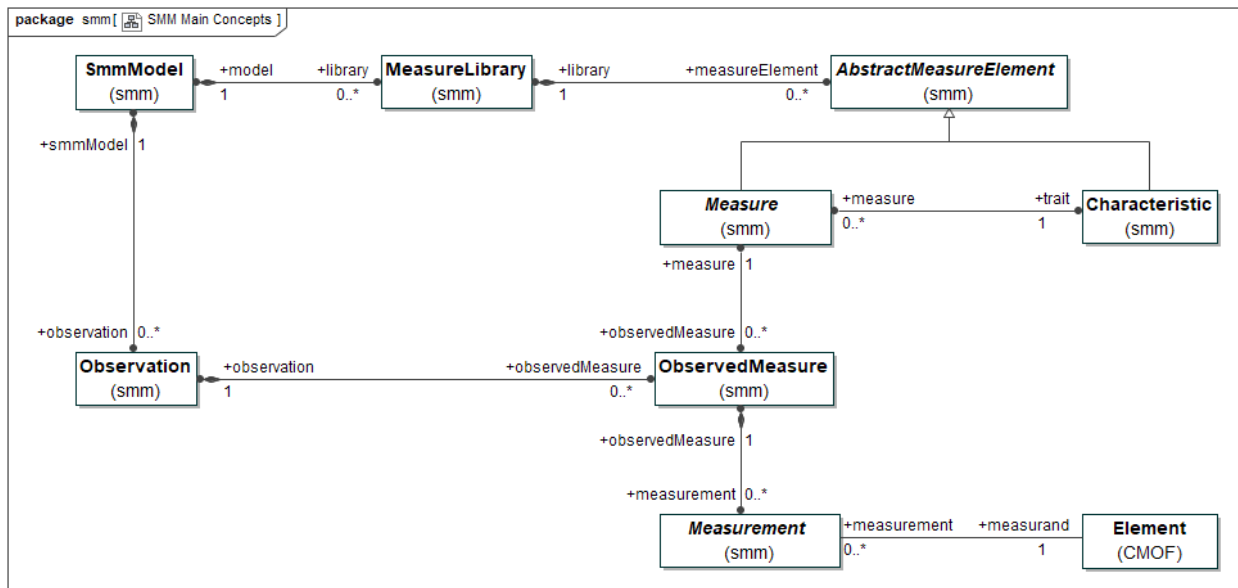 package smm[ SMM Main Concepts ]
SmmModel
(smm)
+model
1
+library
0..*
MeasureLibrary
(smm)
+library
1
+measureElement
0..*
AbstractMeasureElement
(smm)
+smmModel
1
Measure
(smm)
+measure
0..*
+trait
1
Characteristic
(smm)
+measure
1
+observation
0..*
+observedMeasure
0..*
Observation
(smm)
+observation
1
+observedMeasure
0..*
ObservedMeasure
(smm)
+observedMeasure
1
+measurement
0..*
Measurement
(smm)
+measurement
0..*
+measurand
1
Element
(CMOF)